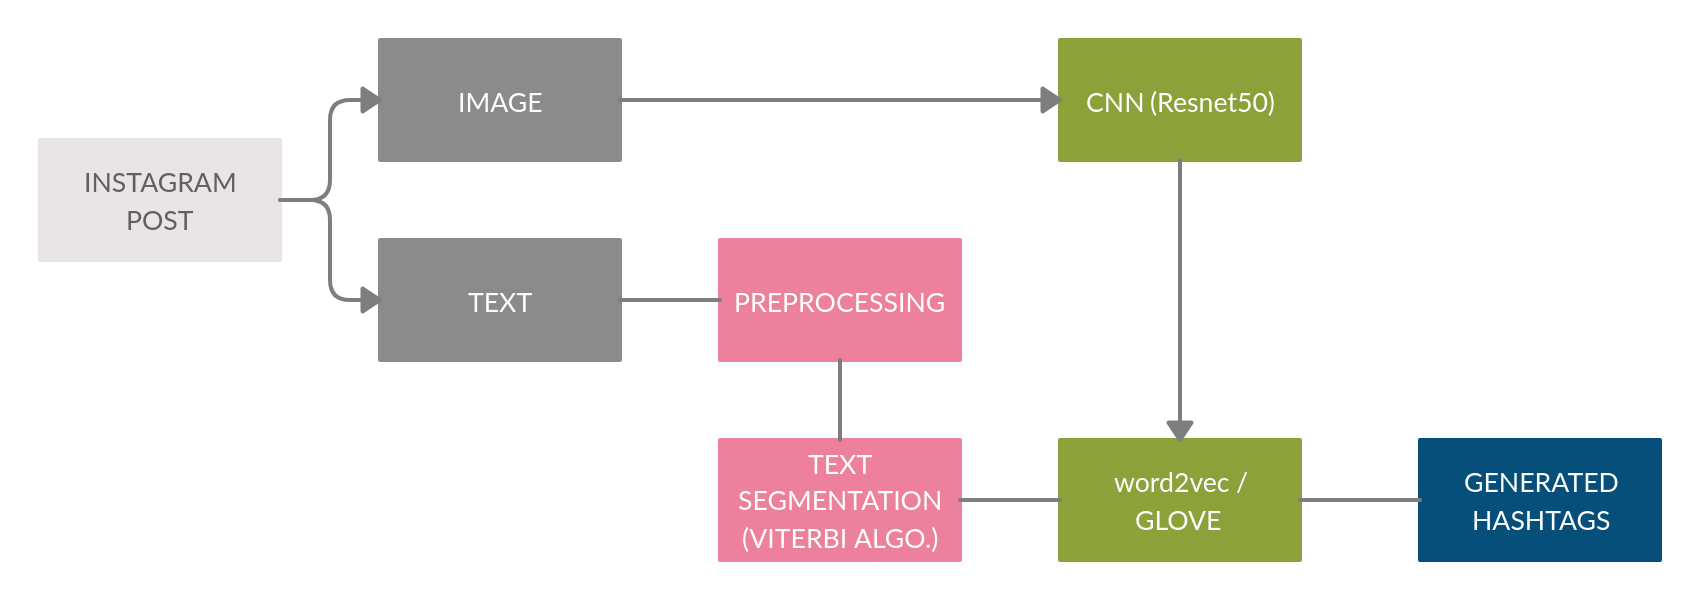 IMAGE
CNN (Resnet50)
INSTAGRAM
POST
TEXT
PREPROCESSING
TEXT
SEGMENTATION
(VITERBI ALGO.)
word2vec /
GLOVE
GENERATED
HASHTAGS